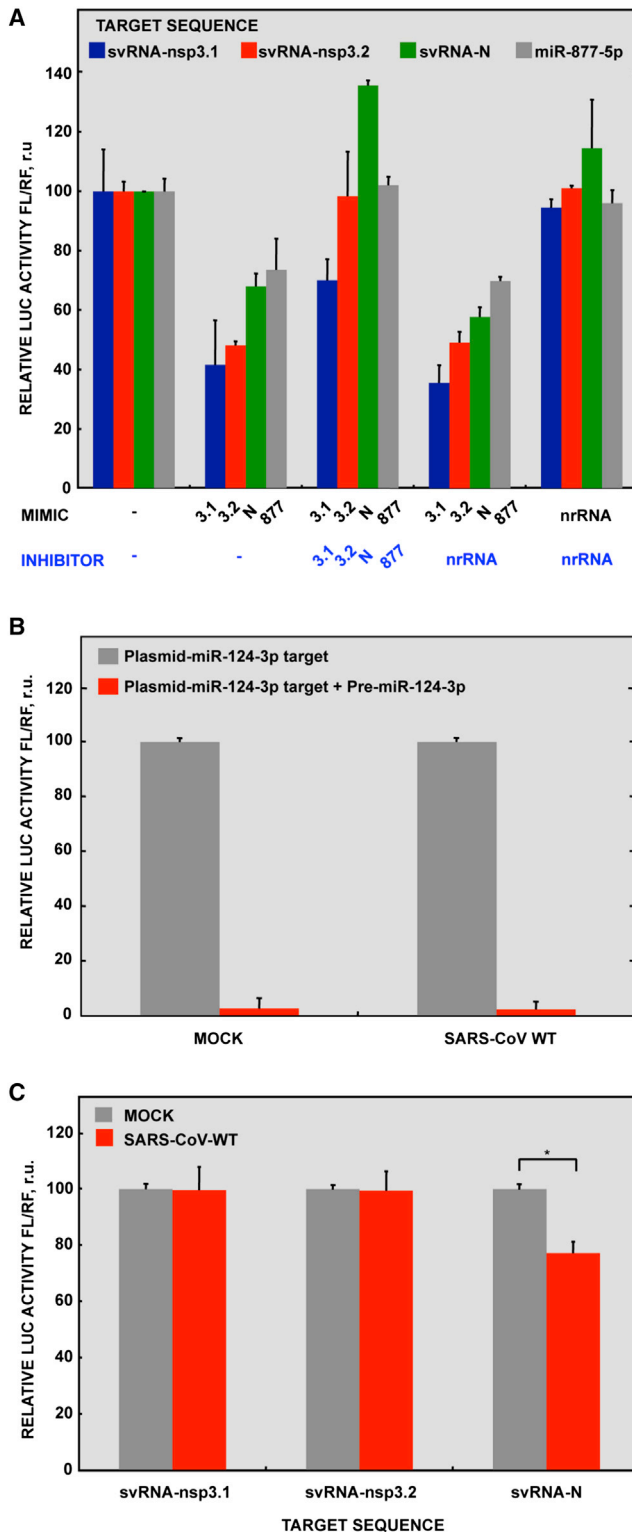 A
TARGET SEQUENCE
svRNA-nsp3.1 svRNA-nsp3.2 svRNA-N miR-877-5p
RELATIVE LUC ACTIVITY FL/RF, r.u
140
120
100
80
60
40
20
0
MIMIC - 3.1 3.2 N 877 3.1 3.2 N 877 3.1 3.2 N 877 nrRNA
INHIBITOR - - 3.1 3.2 N 877 nrRNA nrRNA
B
Plasmid-miR-124-3p target
Plasmid-miR-124-3p target + Pre-miR-124-3p
RELATIVE LUC ACTIVITY FL/RF, r.u.
120
100
80
60
40
20
0
MOCK SARS-CoV WT
C
MOCK
SARS-CoV-WT
*
RELATIVE LUC ACTIVITY FL/RF, r.u.
120
100
80
60
40
20
0
svRNA-nsp3.1 svRNA-nsp3.2 svRNA-N
TARGET SEQUENCE